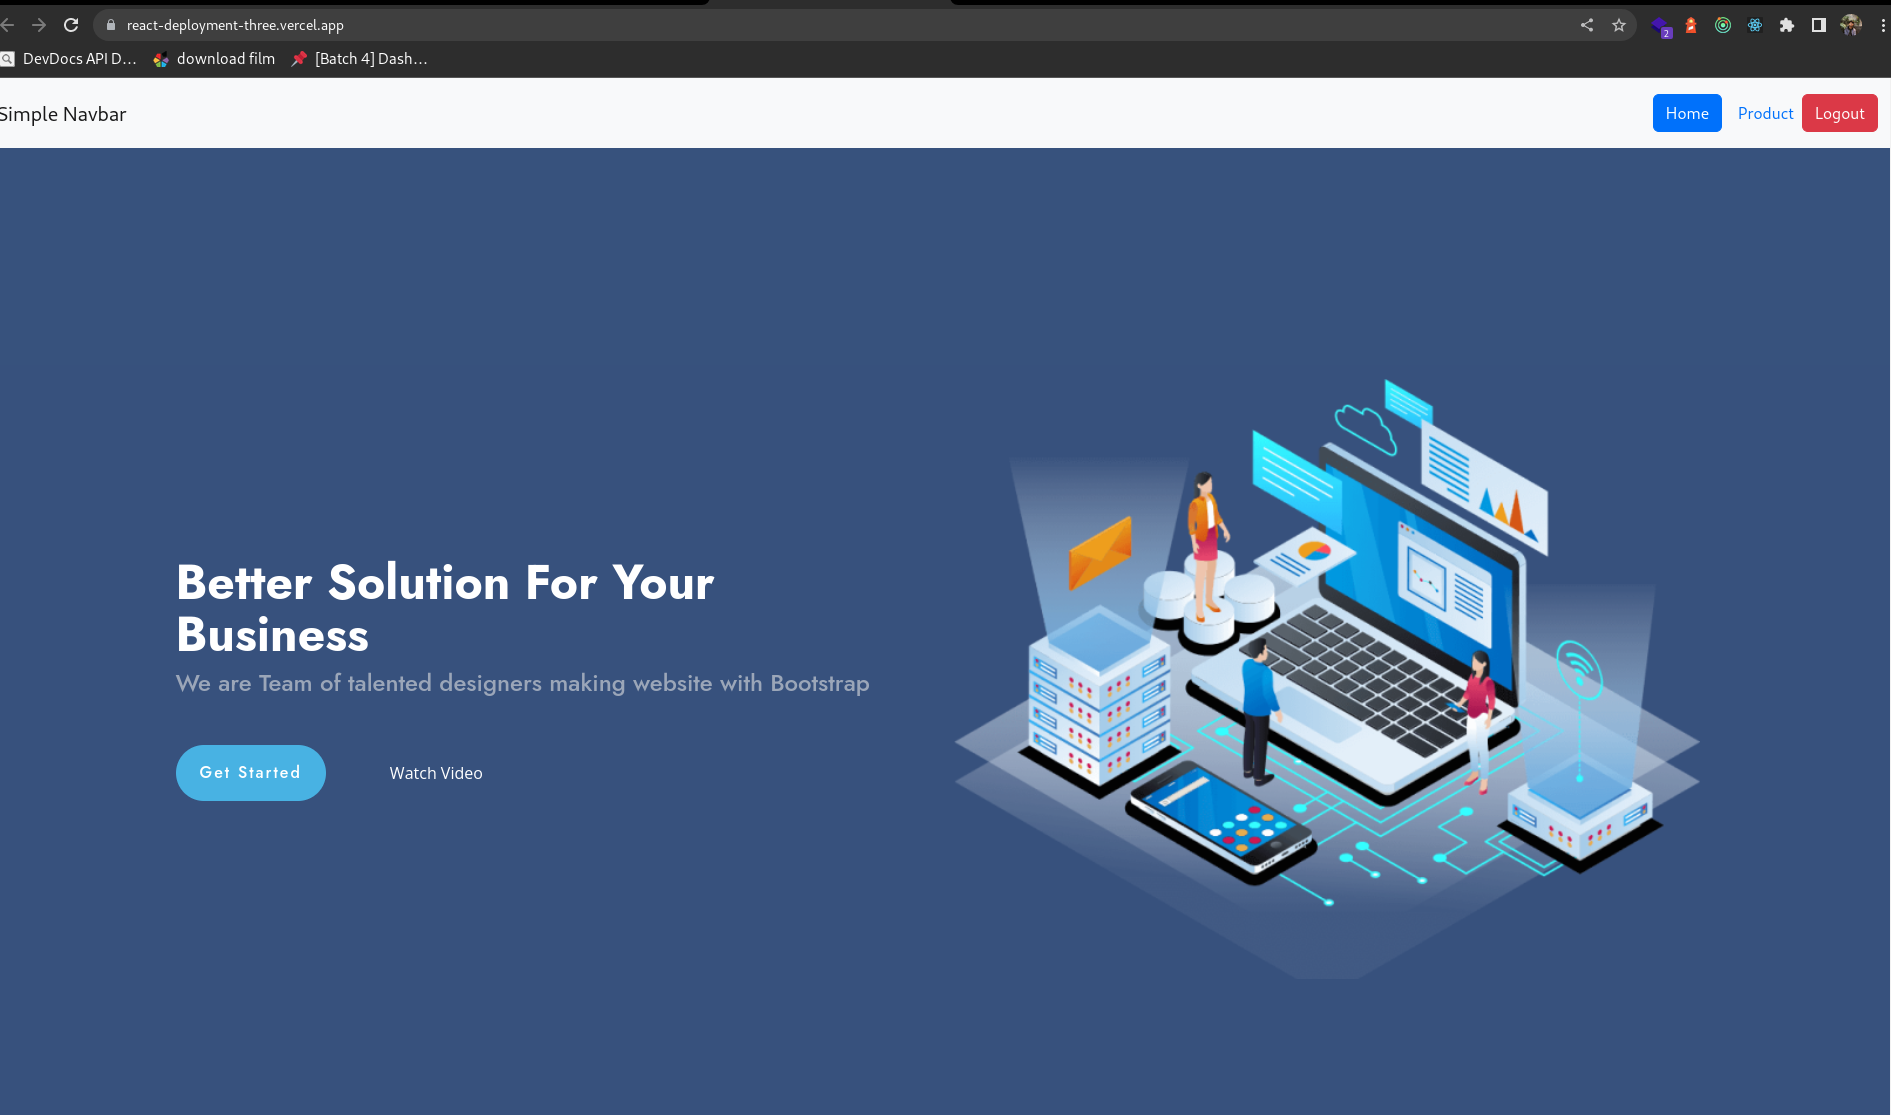 react-deployment-three.vercel.app
2
DevDocs API D...
download film
[Batch 4] Dash...
Simple Navbar
Home
Product
Logout
Better Solution For Your
Business
We are Team of talented designers making website with Bootstrap
Get Started
Watch Video